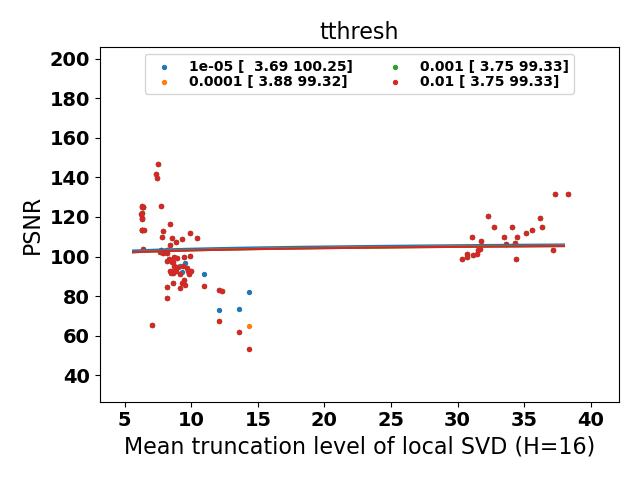 tthresh
1e-05 [  3.69 100.25]
0.0001 [ 3.88 99.32]
0.001 [ 3.75 99.33]
0.01 [ 3.75 99.33]
PSNR
200
180
160
140
120
100
80
60
40
5 10 15 20 25 30 35 40
Mean truncation level of local SVD (H=16)